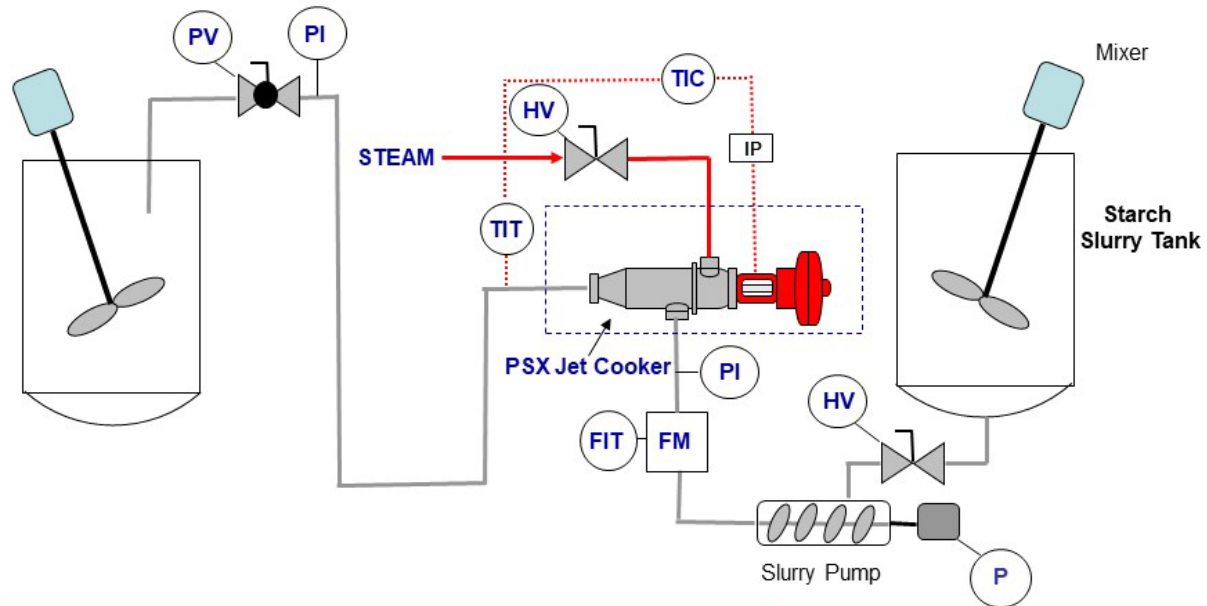 PV
PI
Mixer
TIC
HV
STEAM
IP
TIT
Starch
Slurry Tank
PSX Jet Cooker
PI
HV
FIT
FM
Slurry Pump
P